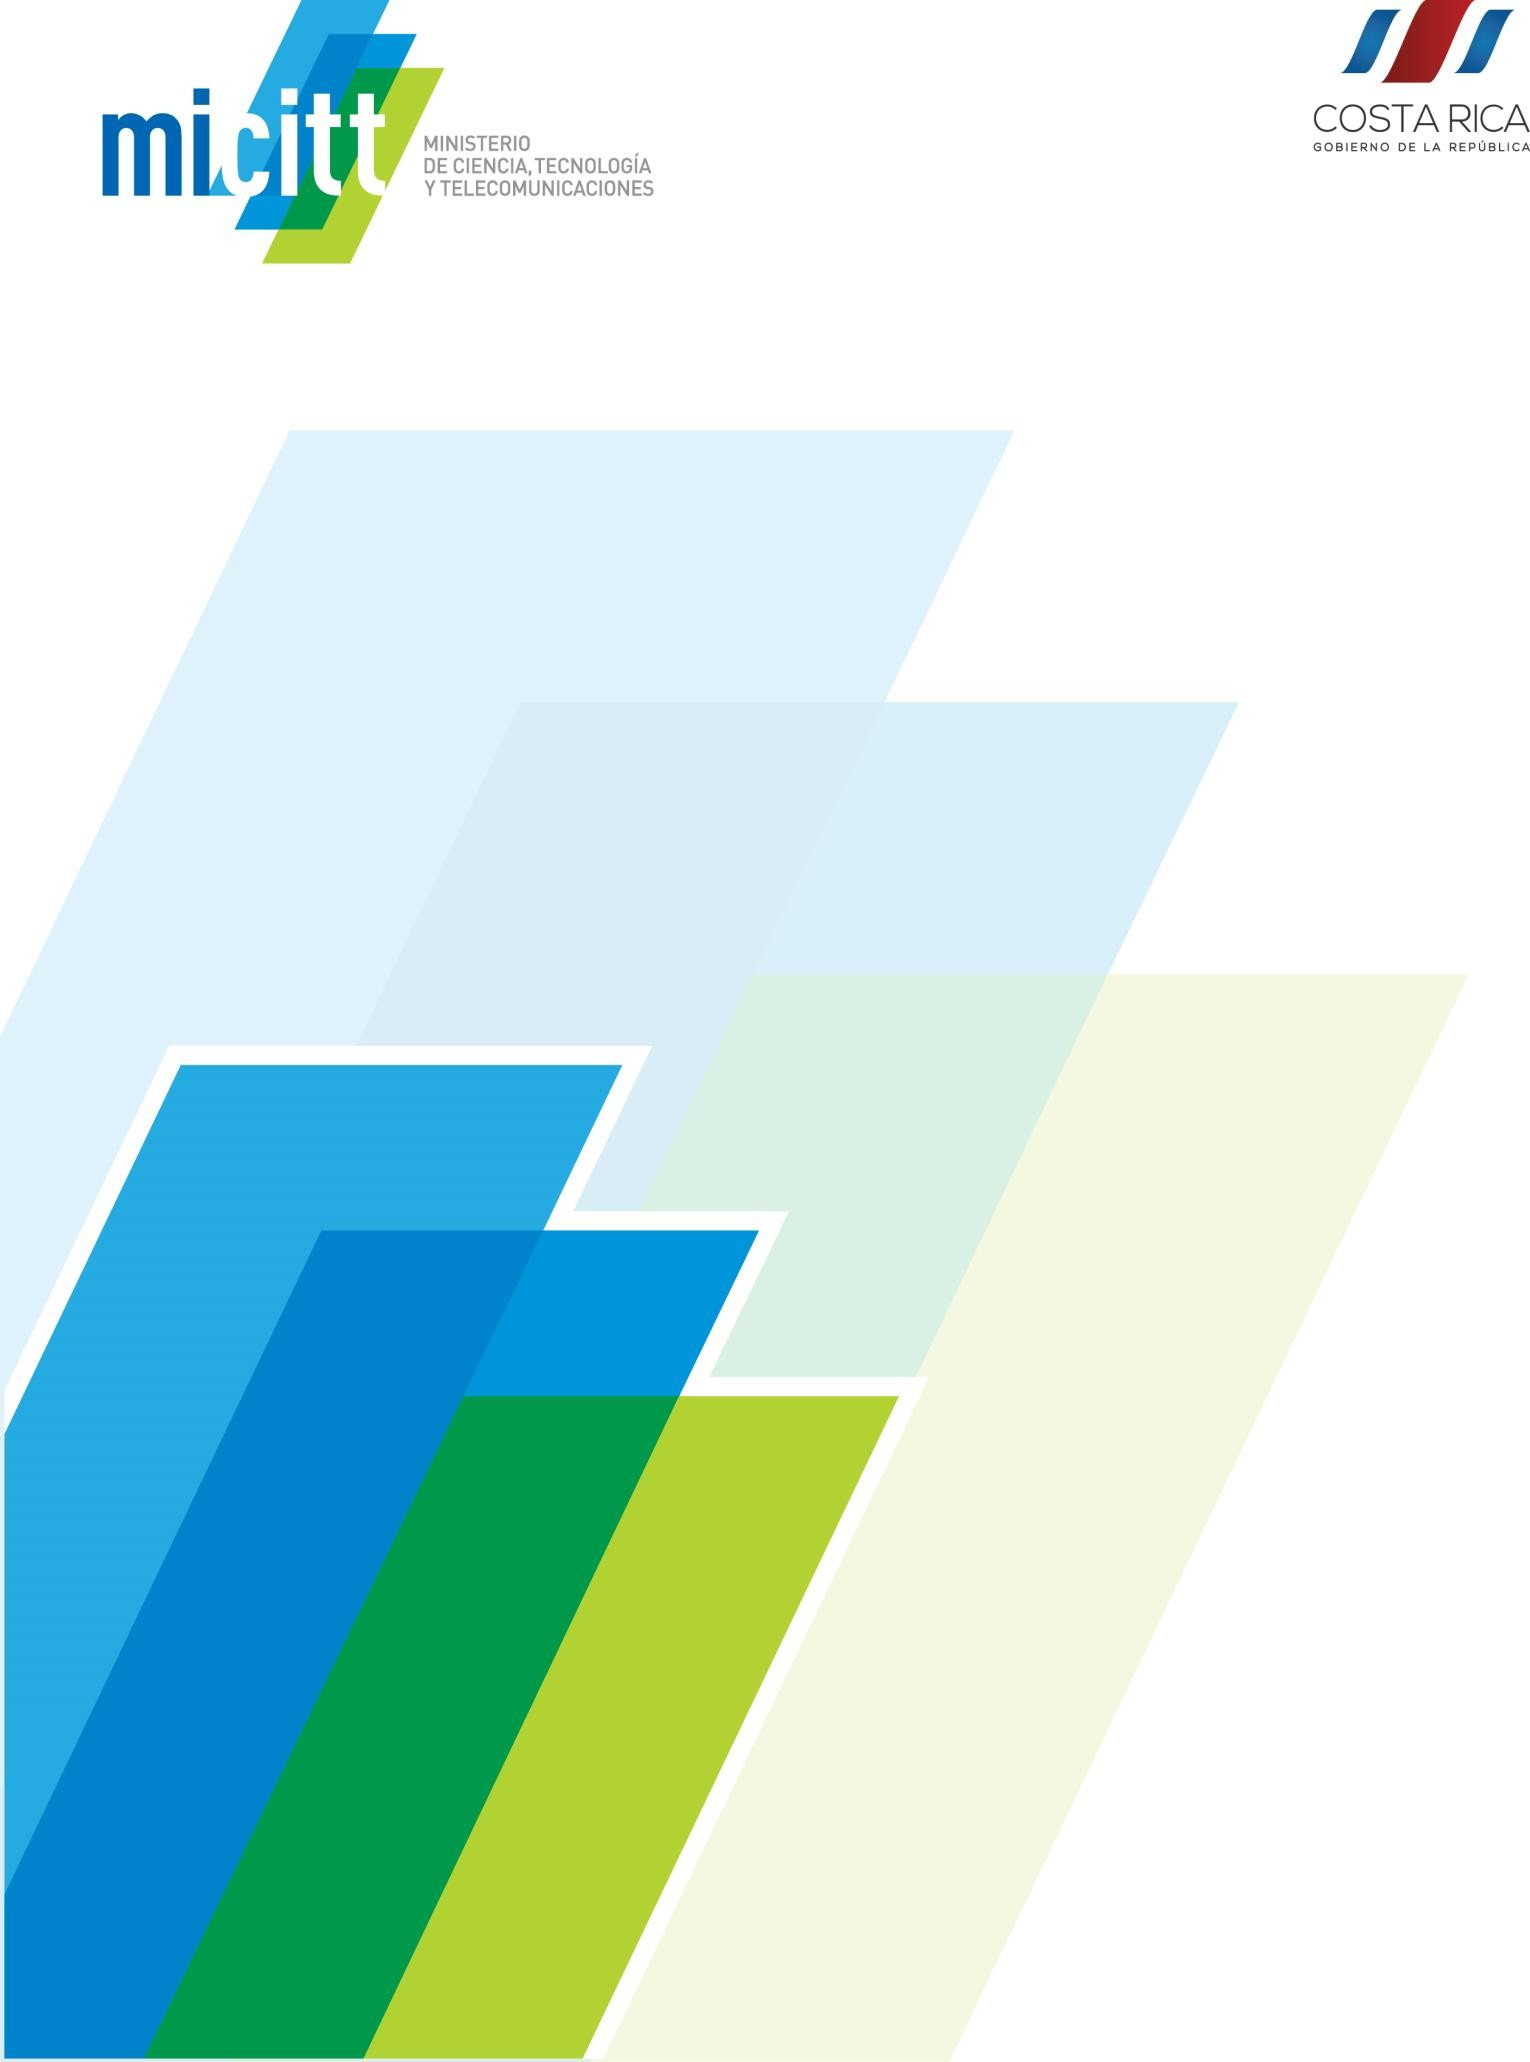 micitt
MINISTERIO
DE CIENCIA, TECNOLOGÍA
Y TELECOMUNICACIONES
COSTA RICA
GOBIERNO DE LA REPÚBLICA